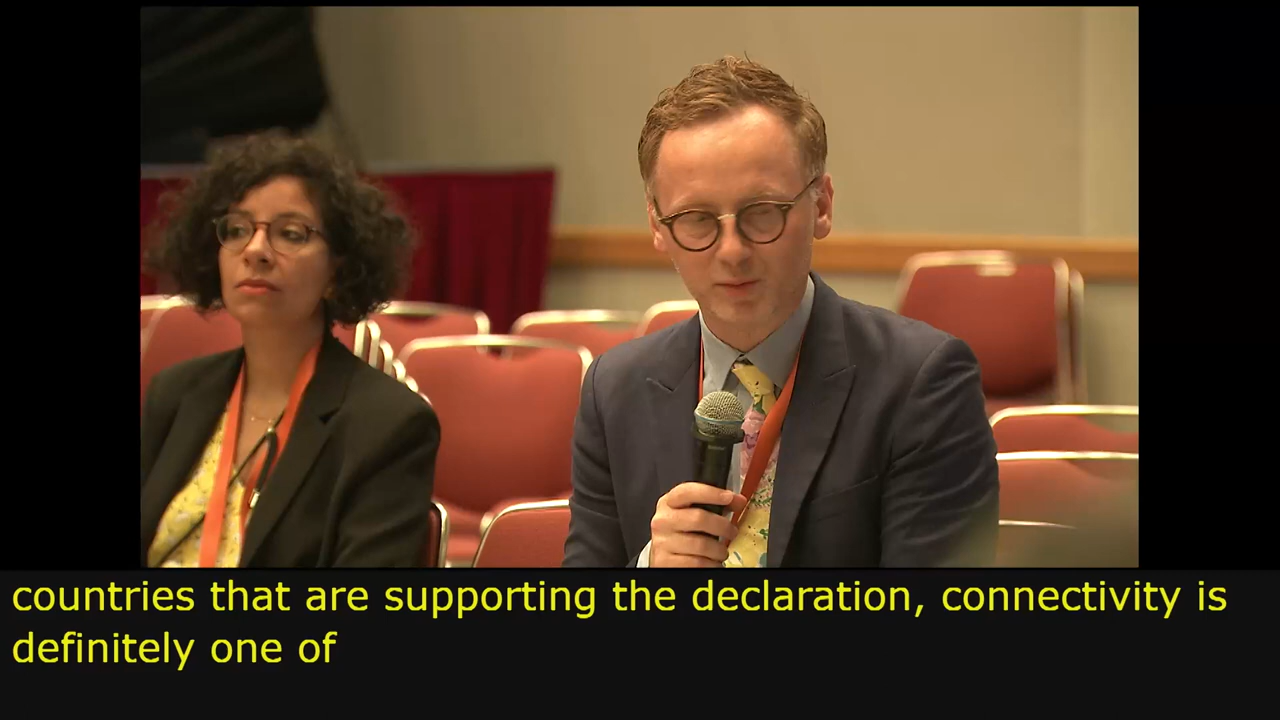 countries that are supporting the declaration, connectivity is
definitely one of